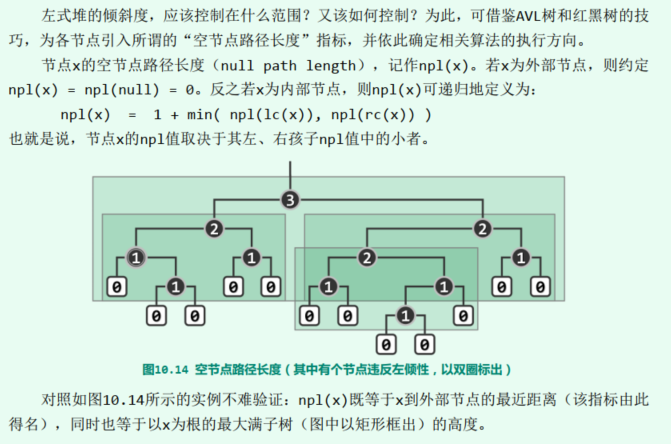 左式堆的倾斜度，应该控制在什么范围？又该如何控制？为此，可借鉴AVL树和红黑树的技
巧，为各节点引入所谓的“空节点路径长度”指标，并依此确定相关算法的执行方向。
节点x的空节点路径长度（null path length），记作npl(x)。若x为外部节点，则约定
npl(x) = npl(null) = 0。反之若x为内部节点，则npl(x)可递归地定义为：
npl(x) = 1 + min( npl(lc(x)), npl(rc(x)) )
也就是说，节点x的npl值取决于其左、右孩子npl值中的小者。
3
2 2
1 1 2 1
0 1 0 0 1 1 0 0
0 0 0 0 1 0
0 0
图10.14 空节点路径长度（其中有个节点违反左倾性，以双圈标出）
对照如图10.14所示的实例不难验证：npl(x)既等于x到外部节点的最近距离（该指标由此
得名），同时也等于以x为根的最大满子树（图中以矩形框出）的高度。